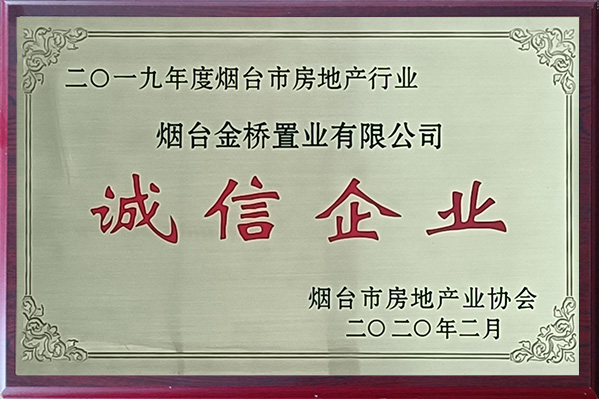 二〇一九年度烟台市房地产行业
烟台金桥置业有限公司
诚信企业
烟台市房地产业协会
二〇二〇年二月